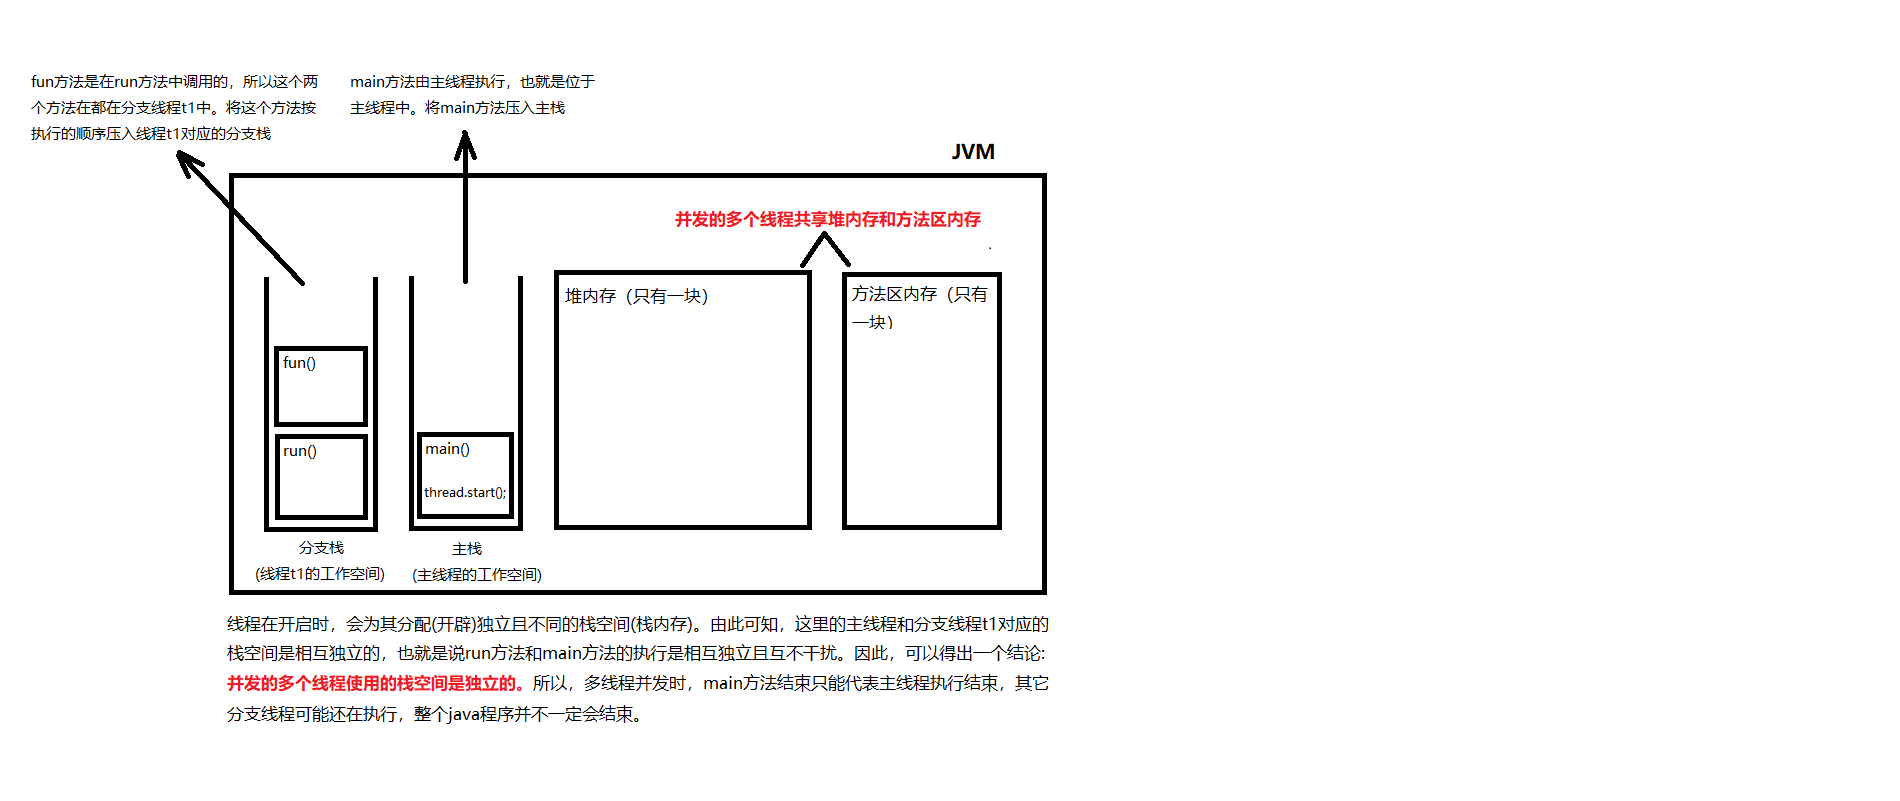 fun方法是在run方法中调用的，所以这个两
个方法在都在分支线程t1中。将这个方法按
执行的顺序压入线程t1对应的分支栈
main方法由主线程执行，也就是位于
主线程中。将main方法压入主栈
JVM
并发的多个线程共享堆内存和方法区内存
堆内存（只有一块）
方法区内存（只有
一块）
fun()
run()
main()
thread.start();
分支栈
(线程t1的工作空间)
主栈
(主线程的工作空间)
线程在开启时，会为其分配(开辟)独立且不同的栈空间(栈内存)。由此可知，这里的主线程和分支线程t1对应的
栈空间是相互独立的，也就是说run方法和main方法的执行是相互独立且互不干扰。因此，可以得出一个结论:
并发的多个线程使用的栈空间是独立的。所以，多线程并发时，main方法结束只能代表主线程执行结束，其它
分支线程可能还在执行，整个java程序并不一定会结束。